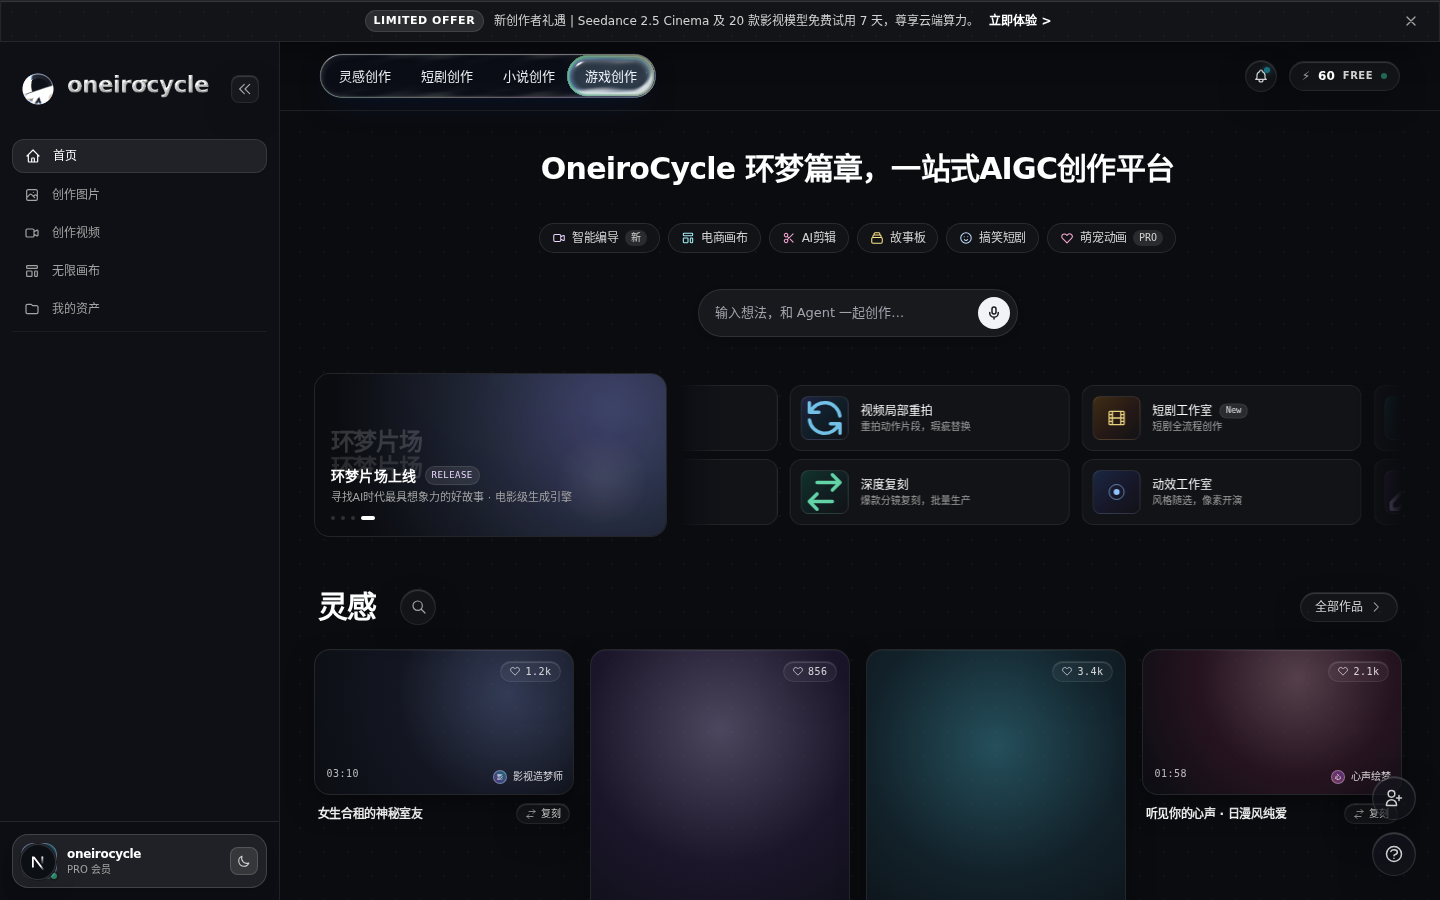 LIMITED OFFER 新创作者礼遇 | Seedance 2.5 Cinema 及 20 款影视模型免费试用 7 天，尊享云端算力。 立即体验 >
oneirσcycle
灵感创作 短剧创作 小说创作 游戏创作
60 FREE
首页
创作图片
创作视频
无限画布
我的资产
OneiroCycle 环梦篇章，一站式AIGC创作平台
智能编导 新 电商画布 AI剪辑 故事板 搞笑短剧 萌宠动画 PRO
输入想法，和 Agent 一起创作...
环梦片场
环梦片场
环梦片场上线 RELEASE
寻找AI时代最具想象力的好故事 · 电影级生成引擎
视频局部重拍
重拍动作片段，瑕疵替换
短剧工作室 New
短剧全流程创作
深度复刻
爆款分镜复刻，批量生产
动效工作室
风格随选，像素开演
灵感
全部作品
1.2k
856
3.4k
2.1k
03:10
影视造梦师
01:58
心声绘梦
女生合租的神秘室友 复刻
听见你的心声 · 日漫风纯爱 复刻
N
oneirocycle
PRO 会员